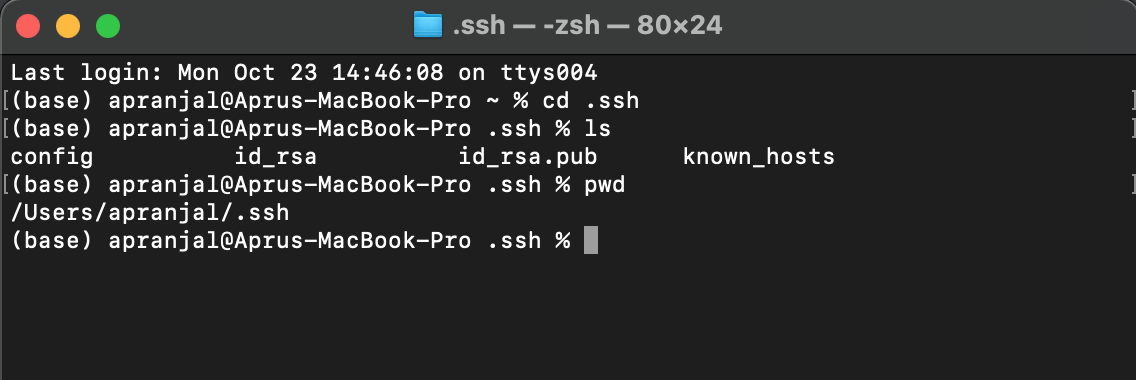 .ssh — -zsh — 80×24
Last login: Mon Oct 23 14:46:08 on ttys004
[(base) apranjal@Aprus-MacBook-Pro ~ % cd .ssh ]
[(base) apranjal@Aprus-MacBook-Pro .ssh % ls ]
config id_rsa id_rsa.pub known_hosts
[(base) apranjal@Aprus-MacBook-Pro .ssh % pwd ]
/Users/apranjal/.ssh
(base) apranjal@Aprus-MacBook-Pro .ssh %